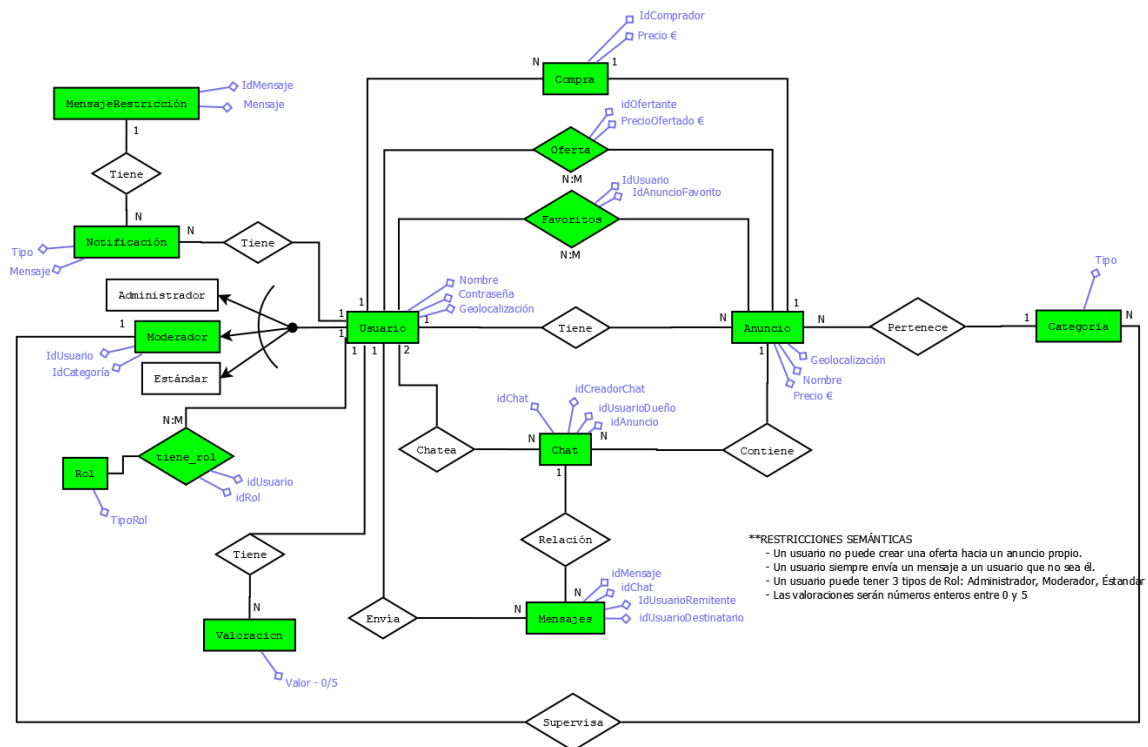 IdComprador
Precio €
N
1
Compra
IdMensaje
Mensaje
MensajeRestricción
1
idOfertante
PrecioOfertado €
Oferta
N:M
Tiene
IdUsuario
IdAnuncioFavorito
Favoritos
N:M
N
Notificación
N
Tiene
Tipo
Mensaje
Tipo
Nombre
Contraseña
Geolocalización
Administrador
1
1
1
1
Moderador
1
Usuario
1
Tiene
N
Anuncio
N
Pertenece
1
Categoria
N
IdUsuario
IdCategoría
Estándar
1
1
2
1
Geolocalización
Nombre
Precio €
idChat
idCreadorChat
idUsuarioDueño
idAnuncio
N:M
Chatea
N
Chat
N
Contiene
1
tiene_rol
Rol
idUsuario
idRol
TipoRol
Relación
**RESTRICCIONES SEMÁNTICAS
- Un usuario no puede crear una oferta hacia un anuncio propio.
- Un usuario siempre envía un mensaje a un usuario que no sea él.
- Un usuario puede tener 3 tipos de Rol: Administrador, Moderador, Éstandar
- Las valoraciones serán números enteros entre 0 y 5
Tiene
idMensaje
idChat
IdUsuarioRemitente
idUsuarioDestinatario
N
N
Envìa
N
Mensajes
Valoracion
Valor - 0/5
Supervisa